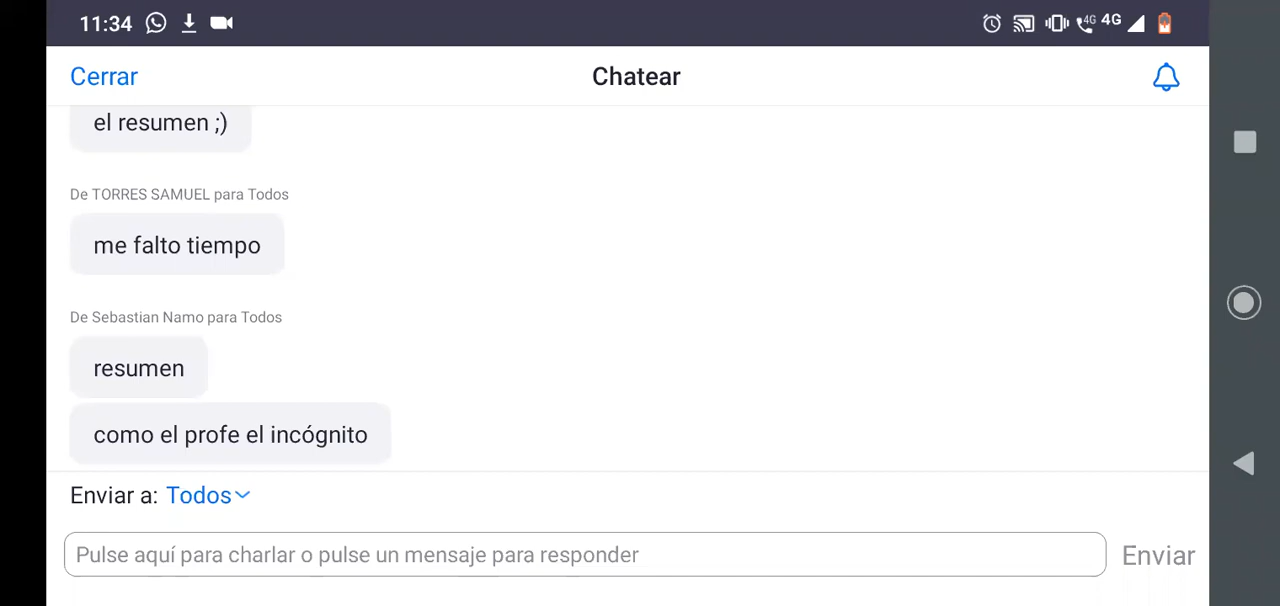 11:34
4G 4G
Cerrar
Chatear
el resumen ;)
De TORRES SAMUEL para Todos
me falto tiempo
De Sebastian Namo para Todos
resumen
como el profe el incógnito
Enviar a: Todos
Pulse aquí para charlar o pulse un mensaje para responder
Enviar